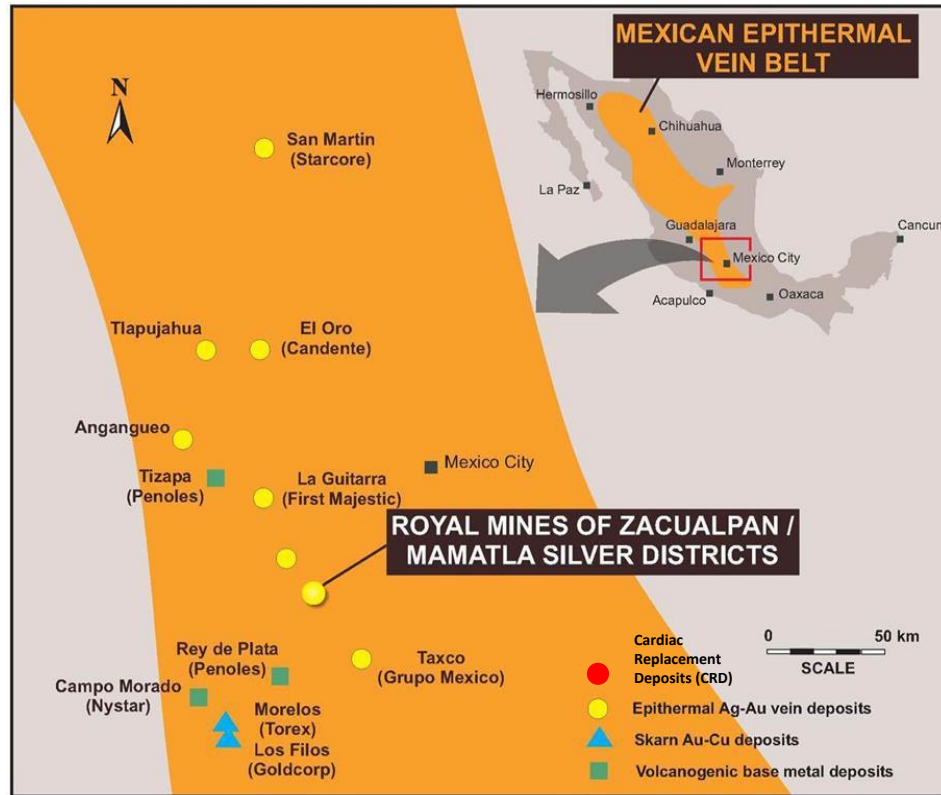 MEXICAN EPITHERMAL
VEIN BELT
Hermosillo
Chihuahua
Monterrey
La Paz
Guadalajara
Cancun
Mexico City
Acapulco
Oaxaca
N
San Martin
(Starcore)
Tlapujahua
El Oro
(Candente)
Angangueo
Mexico City
Tizapa
(Penoles)
La Guitarra
(First Majestic)
ROYAL MINES OF ZACUALPAN /
MAMATLA SILVER DISTRICTS
Rey de Plata
(Penoles)
Taxco
(Grupo Mexico)
Campo Morado
(Nystar)
Morelos
(Torex)
Los Filos
(Goldcorp)
0 50 km
SCALE
Cardiac
Replacement
Deposits (CRD)
Epithermal Ag-Au vein deposits
Skarn Au-Cu deposits
Volcanogenic base metal deposits